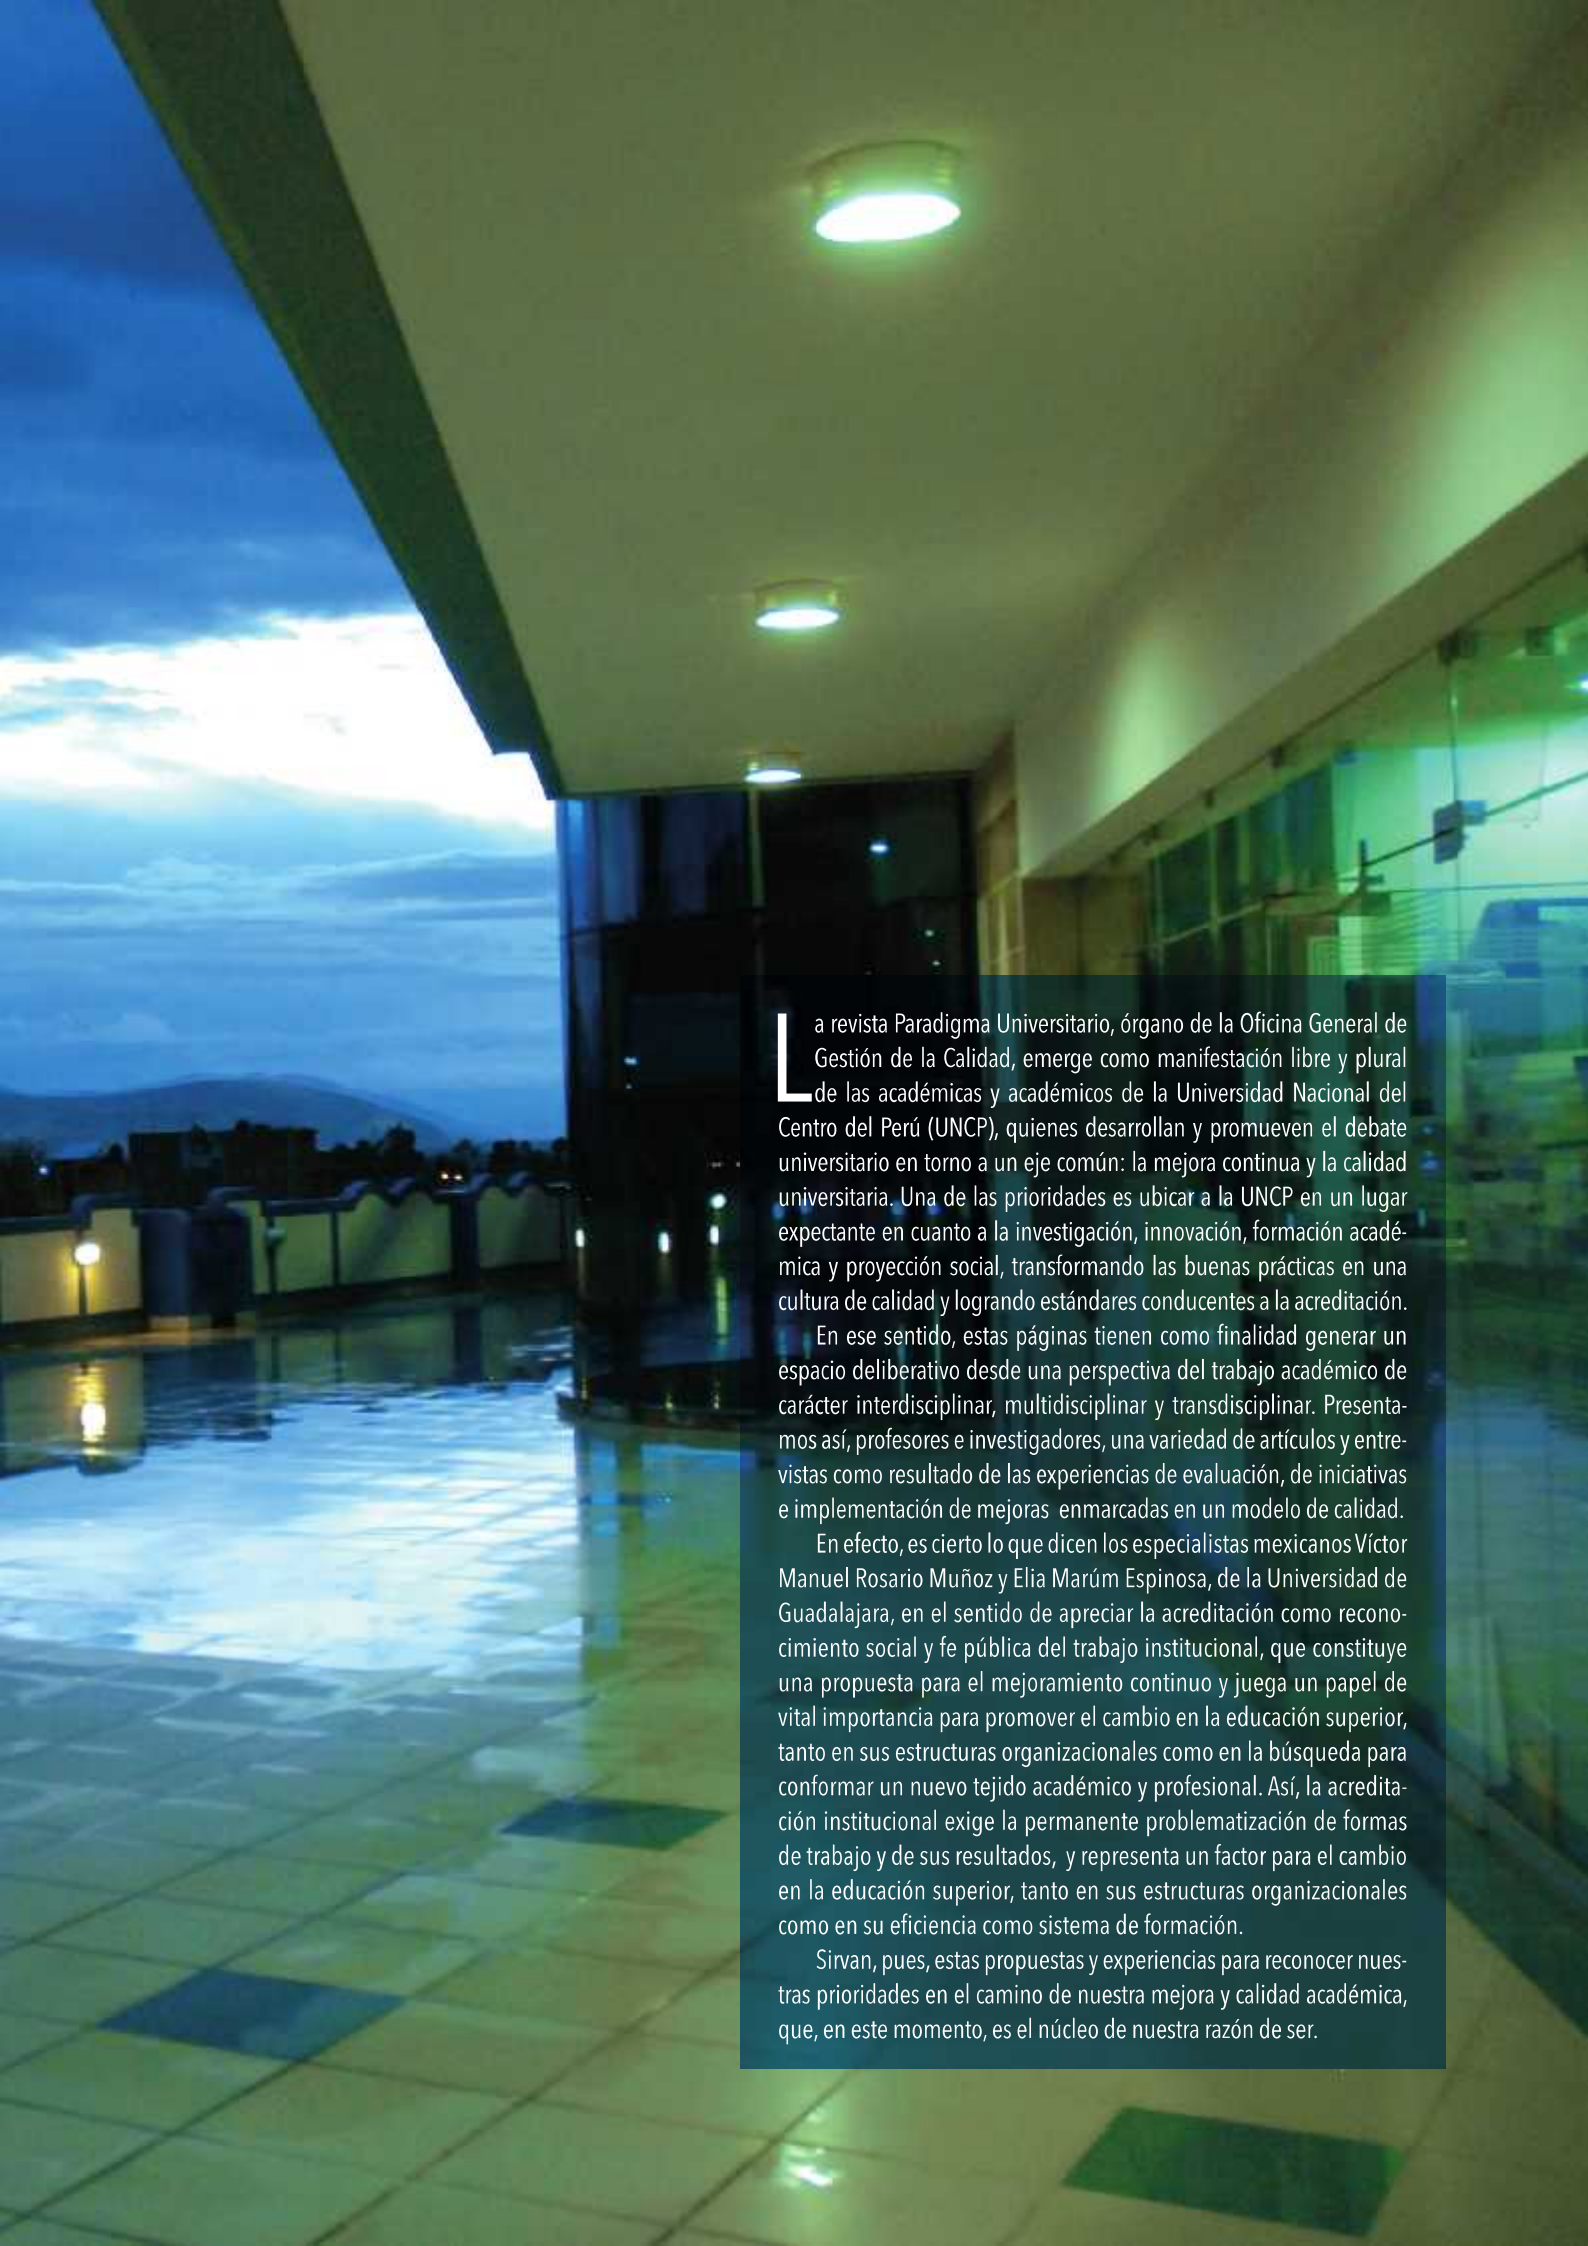 La revista Paradigma Universitario, órgano de la Oficina General de
Gestión de la Calidad, emerge como manifestación libre y plural
de las académicas y académicos de la Universidad Nacional del
Centro del Perú (UNCP), quienes desarrollan y promueven el debate
universitario en torno a un eje común: la mejora continua y la calidad
universitaria. Una de las prioridades es ubicar a la UNCP en un lugar
expectante en cuanto a la investigación, innovación, formación acadé-
mica y proyección social, transformando las buenas prácticas en una
cultura de calidad y logrando estándares conducentes a la acreditación.
En ese sentido, estas páginas tienen como finalidad generar un
espacio deliberativo desde una perspectiva del trabajo académico de
carácter interdisciplinar, multidisciplinar y transdisciplinar. Presenta-
mos así, profesores e investigadores, una variedad de artículos y entre-
vistas como resultado de las experiencias de evaluación, de iniciativas
e implementación de mejoras enmarcadas en un modelo de calidad.
En efecto, es cierto lo que dicen los especialistas mexicanos Víctor
Manuel Rosario Muñoz y Elia Marúm Espinosa, de la Universidad de
Guadalajara, en el sentido de apreciar la acreditación como recono-
cimiento social y fe pública del trabajo institucional, que constituye
una propuesta para el mejoramiento continuo y juega un papel de
vital importancia para promover el cambio en la educación superior,
tanto en sus estructuras organizacionales como en la búsqueda para
conformar un nuevo tejido académico y profesional. Así, la acredita-
ción institucional exige la permanente problematización de formas
de trabajo y de sus resultados, y representa un factor para el cambio
en la educación superior, tanto en sus estructuras organizacionales
como en su eficiencia como sistema de formación.
Sirvan, pues, estas propuestas y experiencias para reconocer nues-
tras prioridades en el camino de nuestra mejora y calidad académica,
que, en este momento, es el núcleo de nuestra razón de ser.